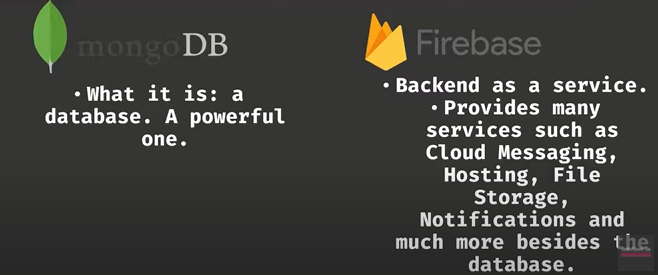 mongoDB
• What it is: a
database. A powerful
one.
Firebase
• Backend as a service.
• Provides many
services such as
Cloud Messaging,
Hosting, File
Storage,
Notifications and
much more besides the
database.